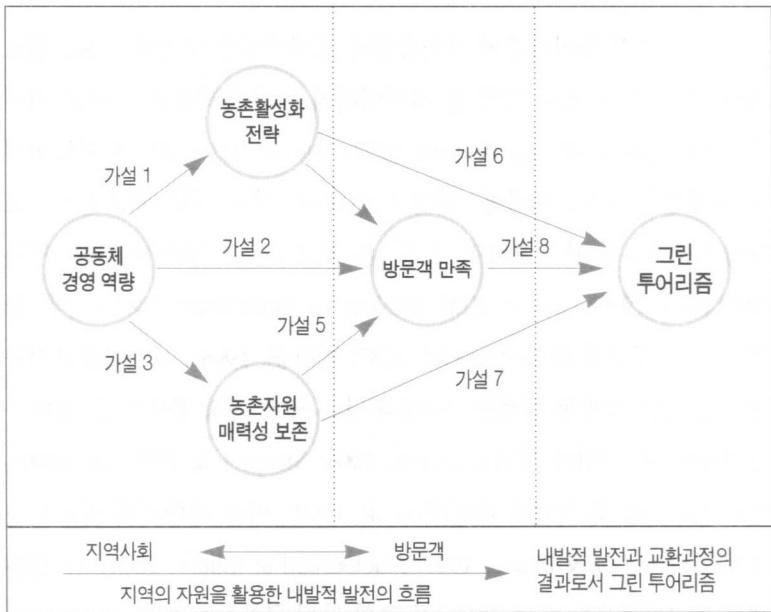 농촌활성화
전략
가설 1
가설 6
공동체
경영 역량
가설 2
방문객 만족
가설 8
그린
투어리즘
가설 5
가설 3
가설 7
농촌자원
매력성 보존
지역사회
방문객
지역의 자원을 활용한 내발적 발전의 흐름
내발적 발전과 교환과정의
결과로서 그린 투어리즘